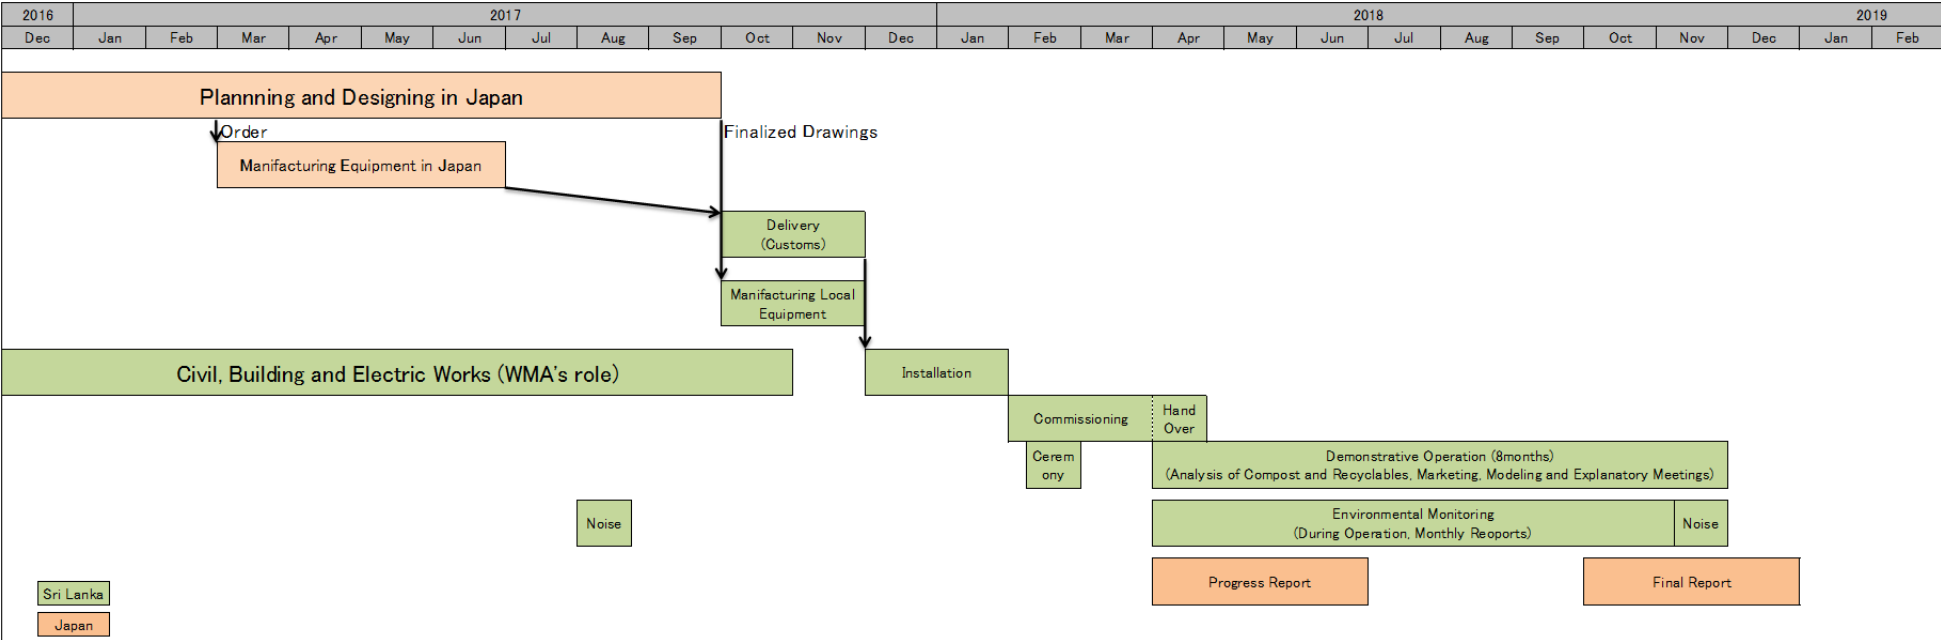 2016 2017 2018 2019
Dec Jan Feb Mar Apr May Jun Jul Aug Sep Oct Nov Dec Jan Feb Mar Apr May Jun Jul Aug Sep Oct Nov Dec Jan Feb
Plannning and Designing in Japan
Order
Finalized Drawings
Manifacturing Equipment in Japan
Delivery
(Customs)
Manifacturing Local
Equipment
Civil, Building and Electric Works (WMA's role)
Installation
Commissioning
Hand
Over
Cerem
ony
Demonstrative Operation (8months)
(Analysis of Compost and Recyclables, Marketing, Modeling and Explanatory Meetings)
Noise
Environmental Monitoring
(During Operation, Monthly Reoports)
Noise
Progress Report
Final Report
Sri Lanka
Japan